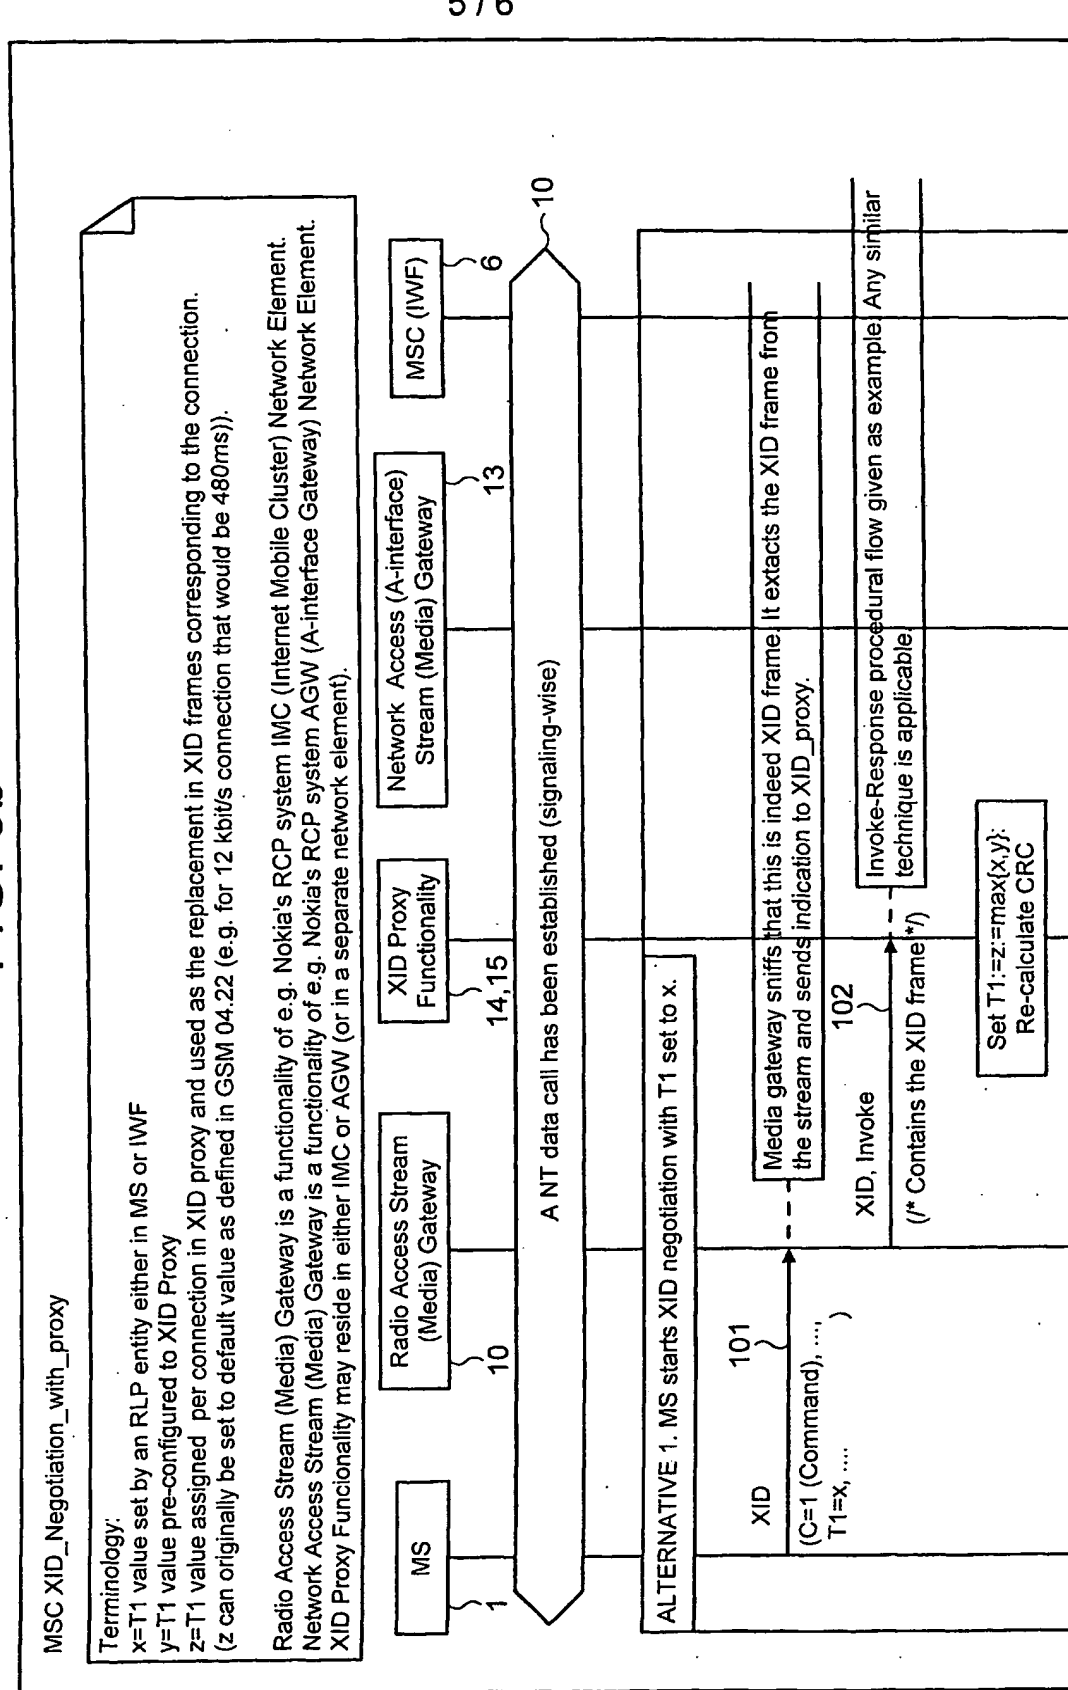 5 / 6
MSC XID_Negotiation_with_proxy
Terminology:
x=T1 value set by an RLP entity either in MS or IWF
y=T1 value pre-configured to XID Proxy
z=T1 value assigned per connection in XID proxy and used as the replacement in XID frames corresponding to the connection.
(z can originally be set to default value as defined in GSM 04.22 (e.g. for 12 kbit/s connection that would be 480ms)).
Radio Access Stream (Media) Gateway is a functionality of e.g. Nokia's RCP system IMC (Internet Mobile Cluster) Network Element.
Network Access Stream (Media) Gateway is a functionality of e.g. Nokia's RCP system AGW (A-interface Gateway) Network Element.
XID Proxy Funcionality may reside in either IMC or AGW (or in a separate network element).
MS
1
Radio Access Stream
(Media) Gateway
10
XID Proxy
Functionality
14,15
Network Access (A-interface)
Stream (Media) Gateway
13
MSC (IWF)
6
A NT data call has been established (signaling-wise)
10
ALTERNATIVE 1. MS starts XID negotiation with T1 set to x.
XID
101
(C=1 (Command), ...,
T1=x, .... )
Media gateway sniffs that this is indeed XID frame. It extacts the XID frame from
the stream and sends indication to XID_proxy.
XID, Invoke
102
(/* Contains the XID frame */)
Invoke-Response procedural flow given as example. Any similar
technique is applicable.
Set T1:=z:=max{x,y}:
Re-calculate CRC